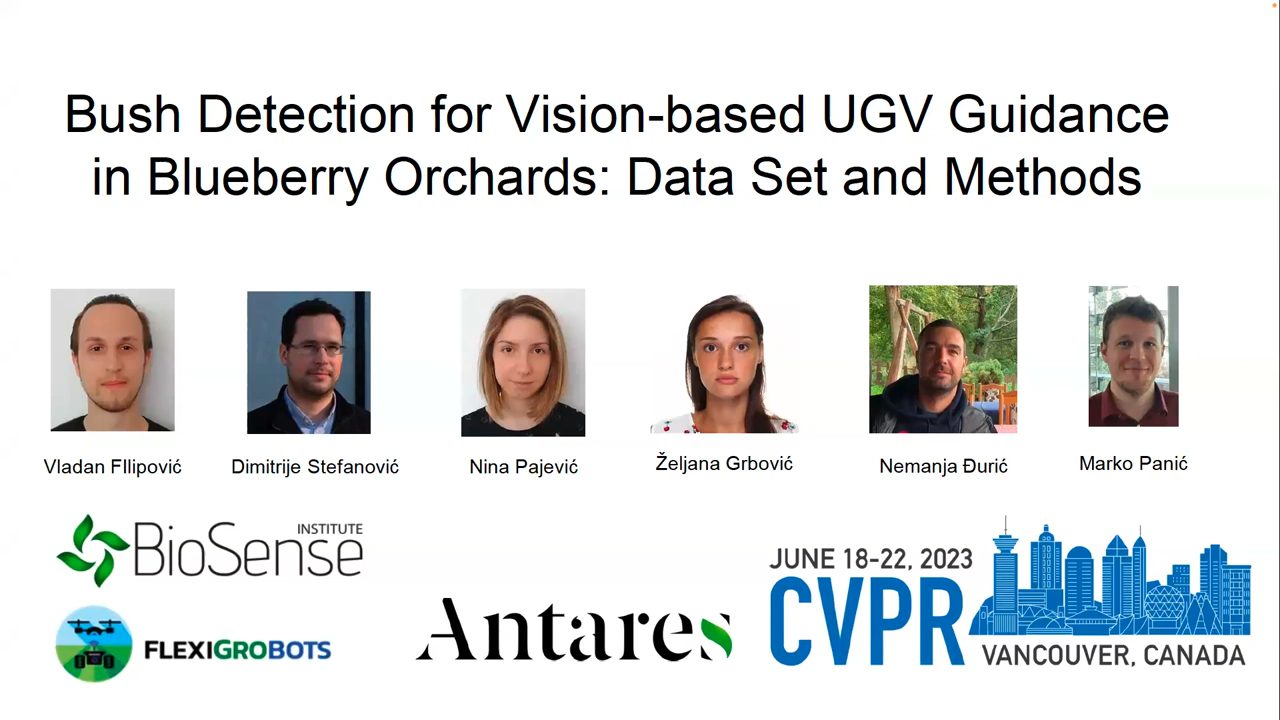 Bush Detection for Vision-based UGV Guidance
in Blueberry Orchards: Data Set and Methods
Vladan FIlipović
Dimitrije Stefanović
Nina Pajević
Željana Grbović
Nemanja Đurić
Marko Panić
BioSense INSTITUTE
FLEXIGROBOTS
Antares
JUNE 18-22, 2023
CVPR
VANCOUVER, CANADA